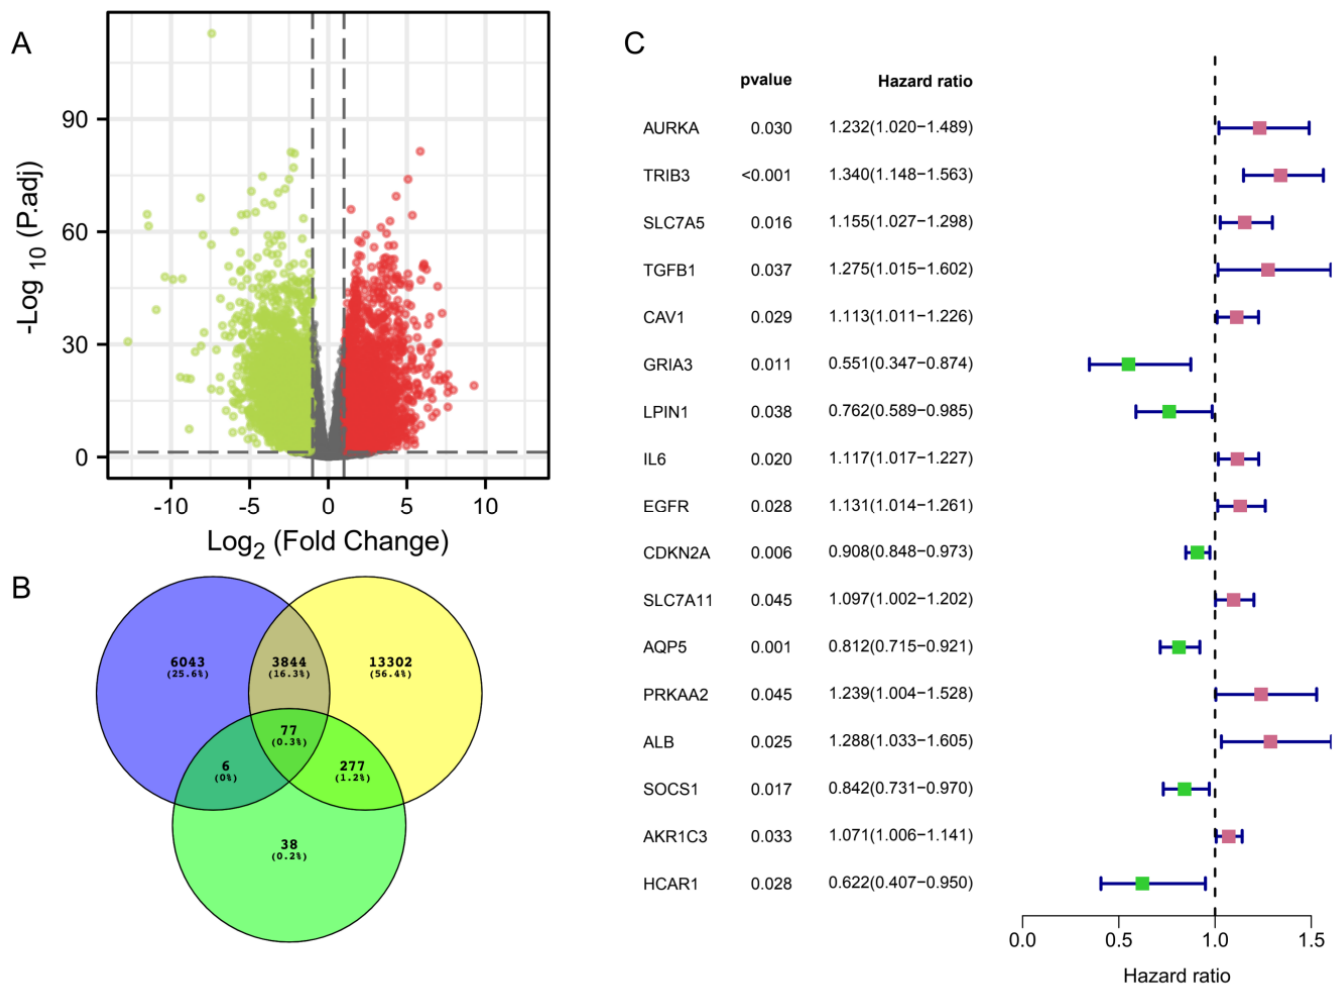 A
-Log 10 (P.adj)
90
60
30
0
-10
-5
0
5
10
Log2 (Fold Change)
B
6043
(25.6%)
3844
(16.3%)
13302
(56.4%)
77
(0.3%)
6
(0%)
277
(1.2%)
38
(0.2%)
C
pvalue Hazard ratio
AURKA 0.030 1.232(1.020−1.489)
TRIB3 <0.001 1.340(1.148−1.563)
SLC7A5 0.016 1.155(1.027−1.298)
TGFB1 0.037 1.275(1.015−1.602)
CAV1 0.029 1.113(1.011−1.226)
GRIA3 0.011 0.551(0.347−0.874)
LPIN1 0.038 0.762(0.589−0.985)
IL6 0.020 1.117(1.017−1.227)
EGFR 0.028 1.131(1.014−1.261)
CDKN2A 0.006 0.908(0.848−0.973)
SLC7A11 0.045 1.097(1.002−1.202)
AQP5 0.001 0.812(0.715−0.921)
PRKAA2 0.045 1.239(1.004−1.528)
ALB 0.025 1.288(1.033−1.605)
SOCS1 0.017 0.842(0.731−0.970)
AKR1C3 0.033 1.071(1.006−1.141)
HCAR1 0.028 0.622(0.407−0.950)
0.0 0.5 1.0 1.5
Hazard ratio